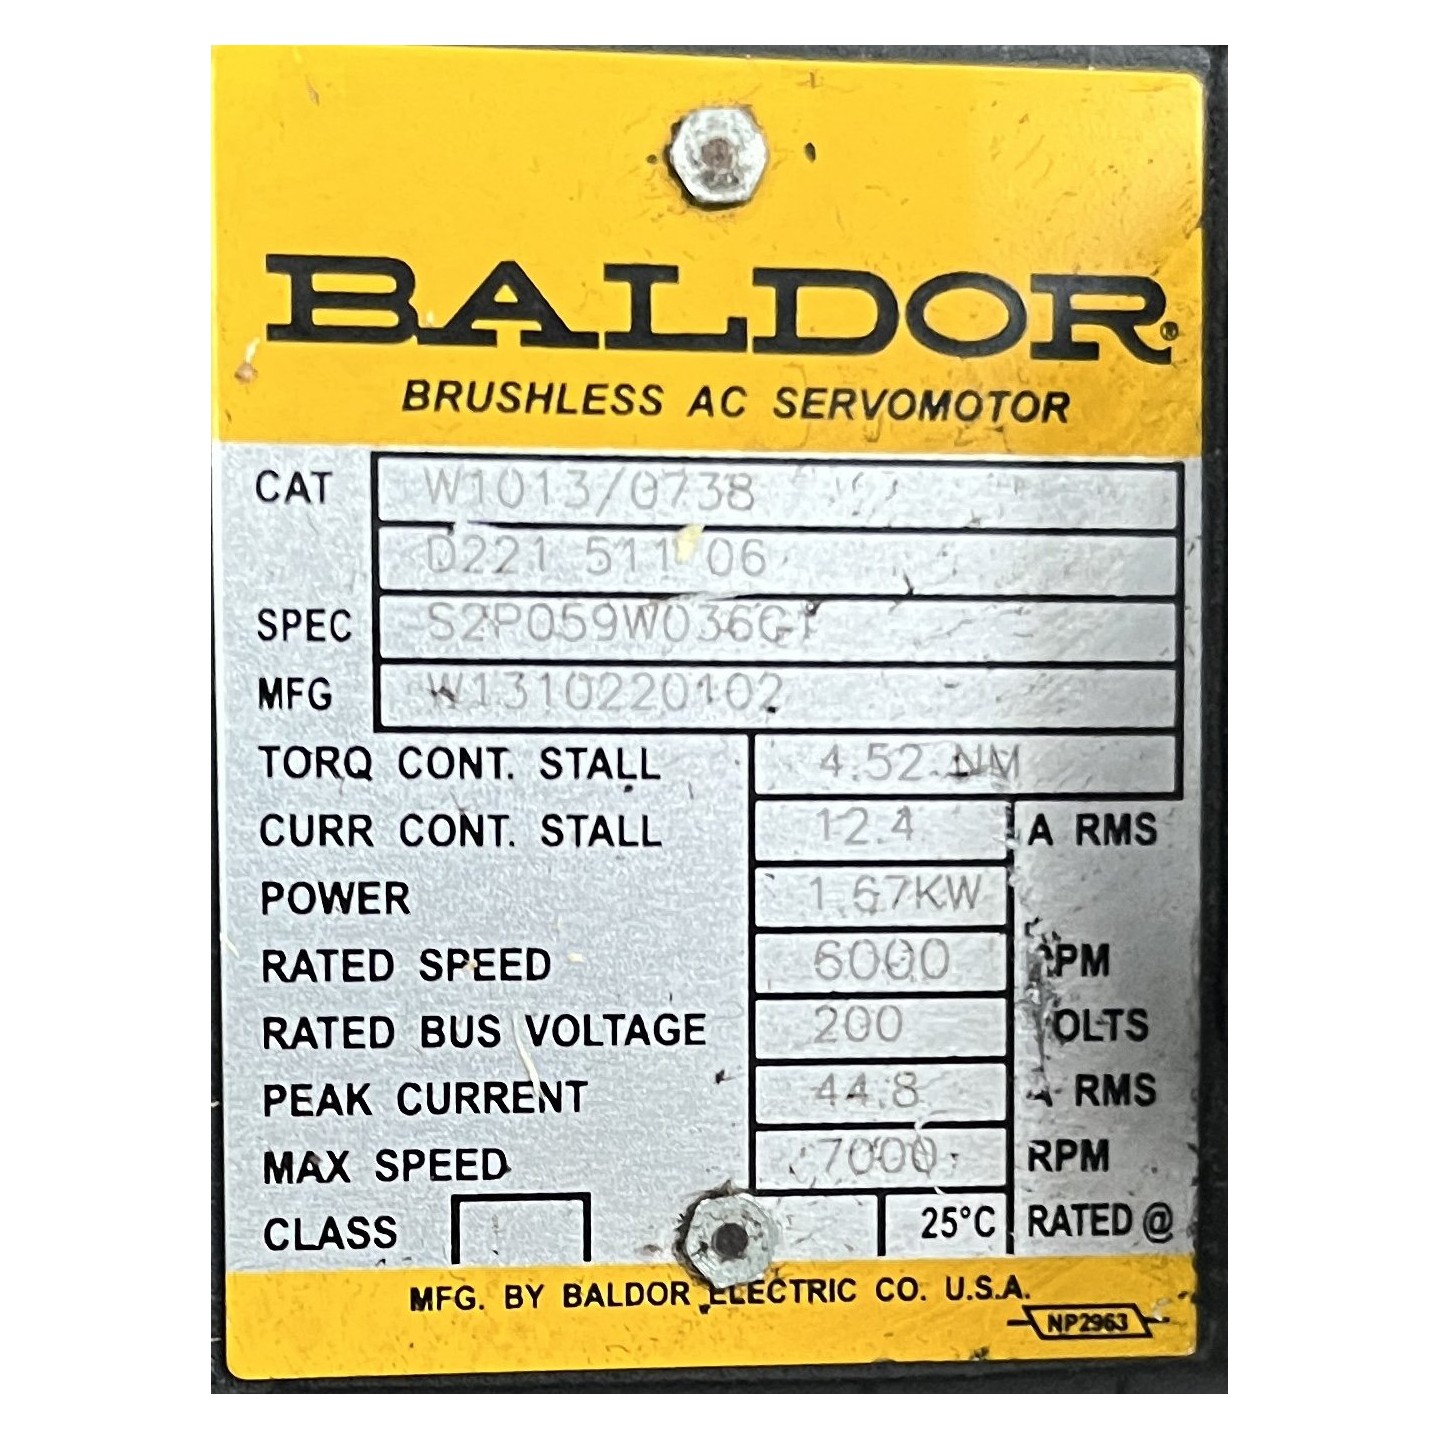 BALDOR®
BRUSHLESS AC SERVOMOTOR
CAT W1013/0738
D221 511 06
SPEC S2P059W036G1
MFG W1310220102
TORQ CONT. STALL 4.52 NM
CURR CONT. STALL 12.4 A RMS
POWER 1.67KW
RATED SPEED 6000 RPM
RATED BUS VOLTAGE 200 VOLTS
PEAK CURRENT 44.8 A RMS
MAX SPEED 7000 RPM
CLASS 25°C RATED @
MFG. BY BALDOR ELECTRIC CO. U.S.A.
NP2963